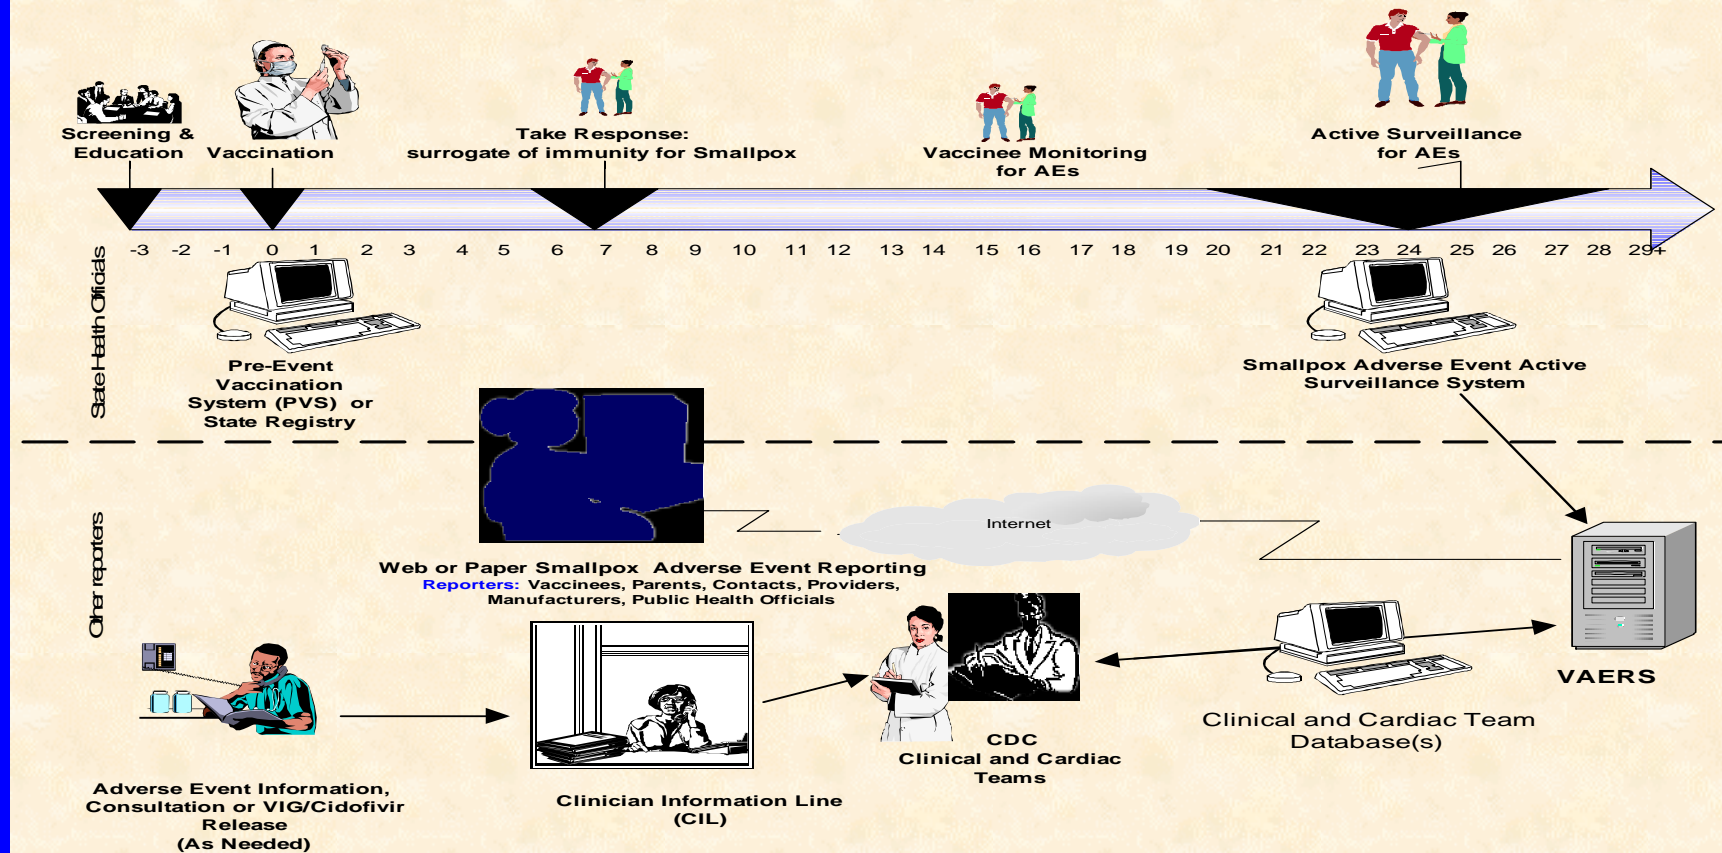 Screening &
Education
Vaccination
Take Response:
surrogate of immunity for Smallpox
Vaccinee Monitoring
for AEs
Active Surveillance
for AEs
-3 -2 -1 0 1 2 3 4 5 6 7 8 9 10 11 12 13 14 15 16 17 18 19 20 21 22 23 24 25 26 27 28 29+
State Health Officials
Pre-Event
Vaccination
System (PVS) or
State Registry
Smallpox Adverse Event Active
Surveillance System
Other reporters
Internet
Web or Paper Smallpox Adverse Event Reporting
Reporters: Vaccinees, Parents, Contacts, Providers,
Manufacturers, Public Health Officials
VAERS
Clinical and Cardiac Team
Database(s)
CDC
Clinical and Cardiac
Teams
Adverse Event Information,
Consultation or VIG/Cidofivir
Release
(As Needed)
Clinician Information Line
(CIL)